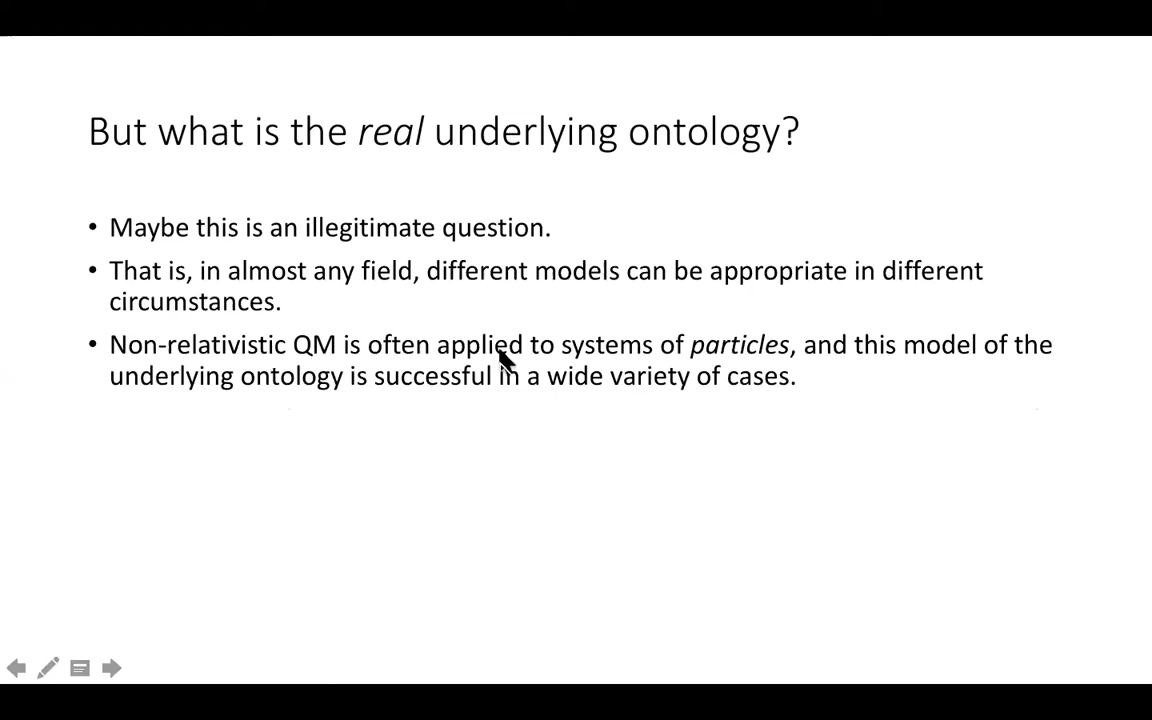 But what is the real underlying ontology?
• Maybe this is an illegitimate question.
• That is, in almost any field, different models can be appropriate in different
circumstances.
• Non-relativistic QM is often applied to systems of particles, and this model of the
underlying ontology is successful in a wide variety of cases.